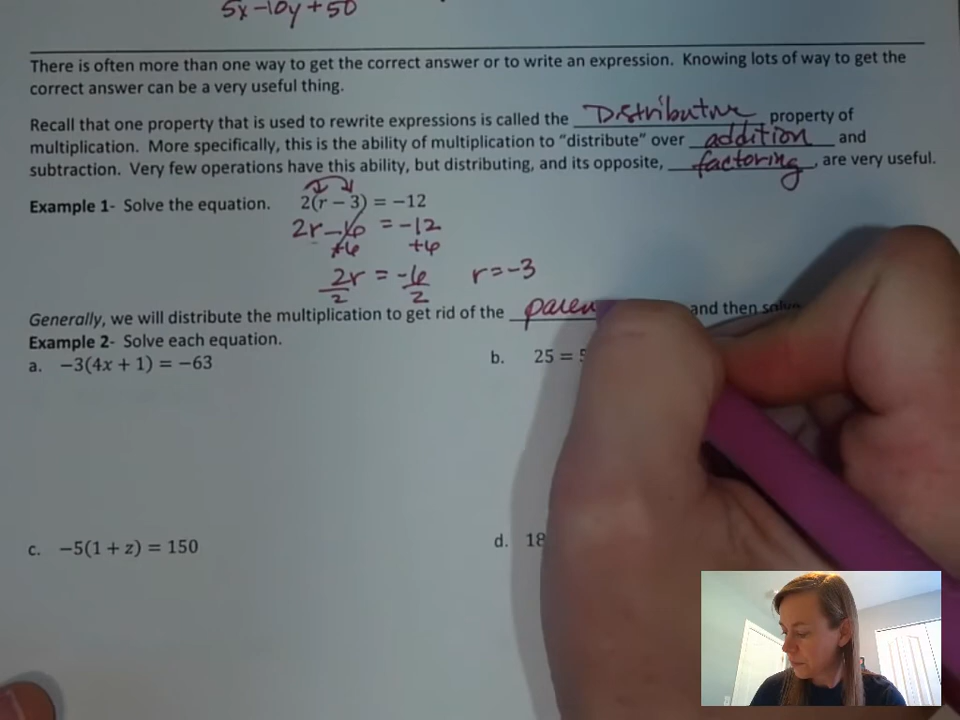 5x-10y+50
There is often more than one way to get the correct answer or to write an expression. Knowing lots of way to get the
correct answer can be a very useful thing.
Recall that one property that is used to rewrite expressions is called the Distributive property of
multiplication. More specifically, this is the ability of multiplication to “distribute” over addition and
subtraction. Very few operations have this ability, but distributing, and its opposite, factoring, are very useful.
Example 1- Solve the equation. 2(r − 3) = −12
2r - 6 = -12
+6 +6
2r = -6 r = -3
2 2
Generally, we will distribute the multiplication to get rid of the paren and then solve
Example 2- Solve each equation.
a. −3(4x + 1) = −63 b. 25 = 5
c. −5(1 + z) = 150 d. 18